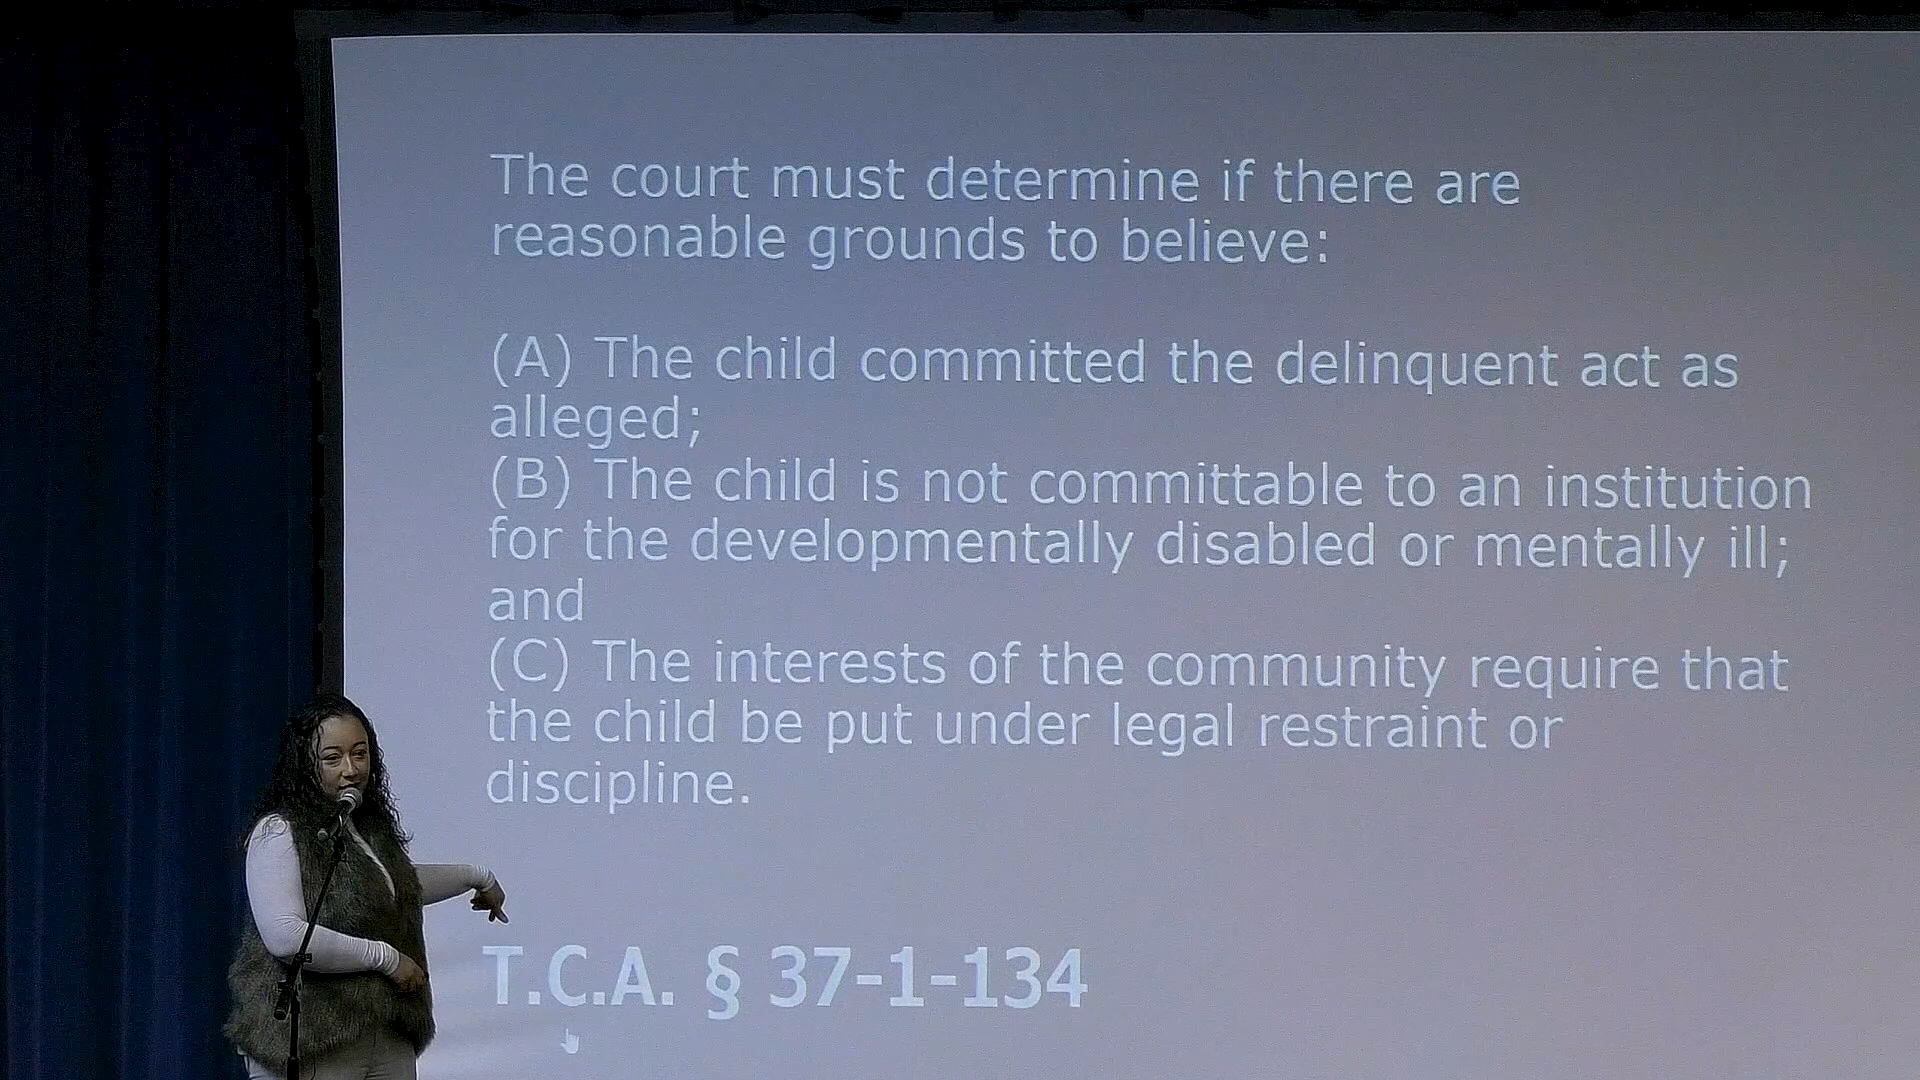 The court must determine if there are
reasonable grounds to believe:
(A) The child committed the delinquent act as
alleged;
(B) The child is not committable to an institution
for the developmentally disabled or mentally ill;
and
(C) The interests of the community require that
the child be put under legal restraint or
discipline.
T.C.A. § 37-1-134